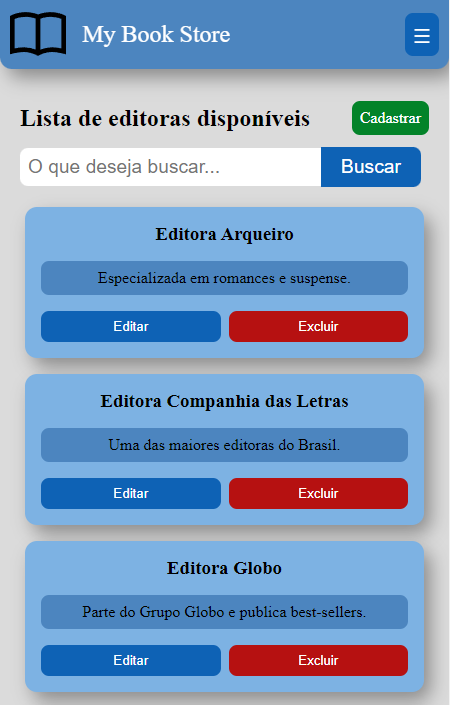 My Book Store
☰
Lista de editoras disponíveis
Cadastrar
O que deseja buscar...
Buscar
Editora Arqueiro
Especializada em romances e suspense.
Editar
Excluir
Editora Companhia das Letras
Uma das maiores editoras do Brasil.
Editar
Excluir
Editora Globo
Parte do Grupo Globo e publica best-sellers.
Editar
Excluir